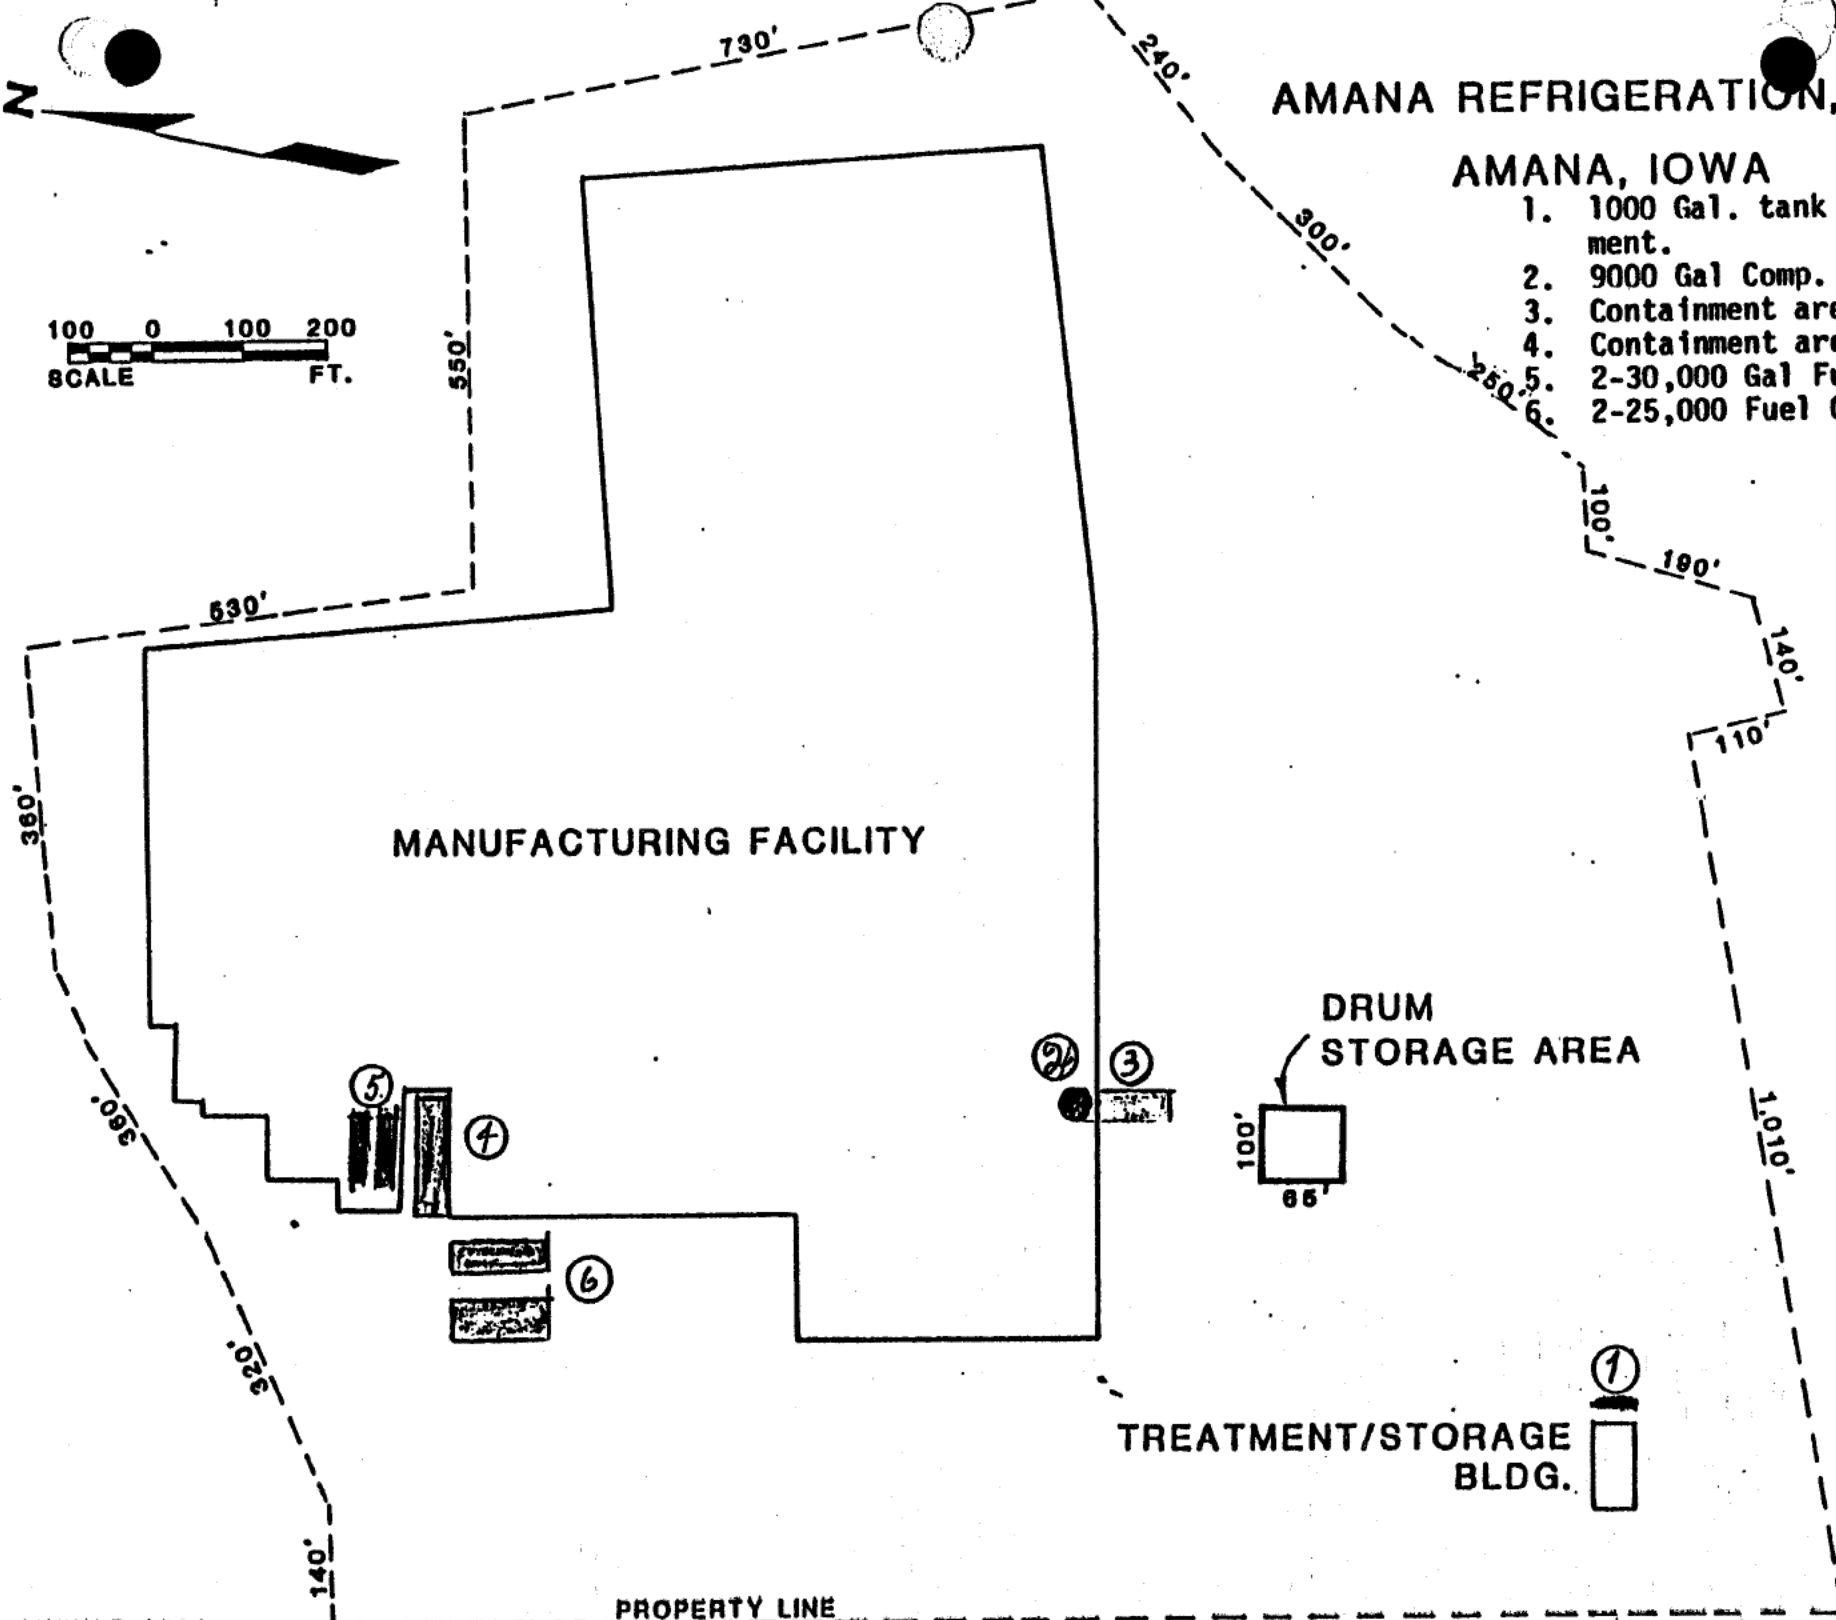 730'
240'
N
AMANA REFRIGERATION,
AMANA, IOWA
1. 1000 Gal. tank
ment.
2. 9000 Gal Comp.
3. Containment are
4. Containment are
5. 2-30,000 Gal Fu
6. 2-25,000 Fuel
300'
100 0 100 200
SCALE FT.
550'
250'
100'
190'
530'
140'
110'
360'
MANUFACTURING FACILITY
DRUM
STORAGE AREA
2
3
5
4
360'
100'
65'
1,010'
6
320'
1
TREATMENT/STORAGE
BLDG.
140'
PROPERTY LINE